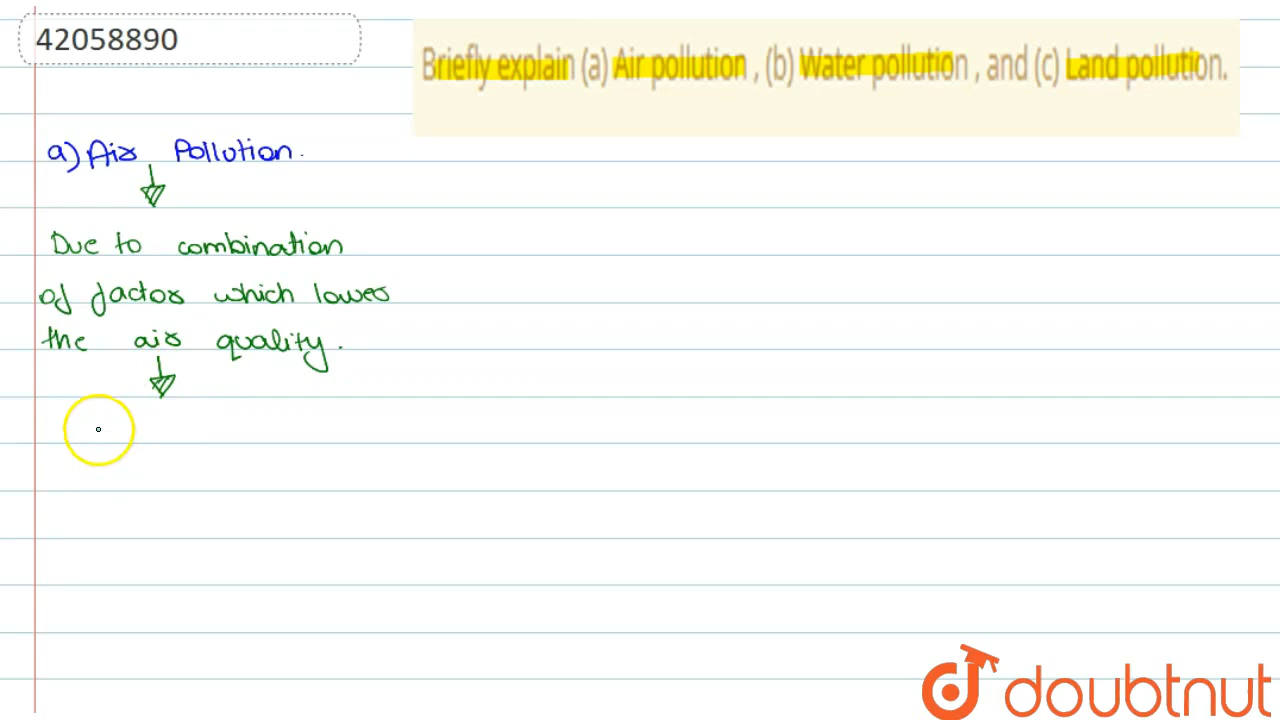 42058890
Briefly explain (a) Air pollution , (b) Water pollution , and (c) Land pollution.
a) Air Pollution.
Due to combination
of factor which lower
the air quality.
doubtnut